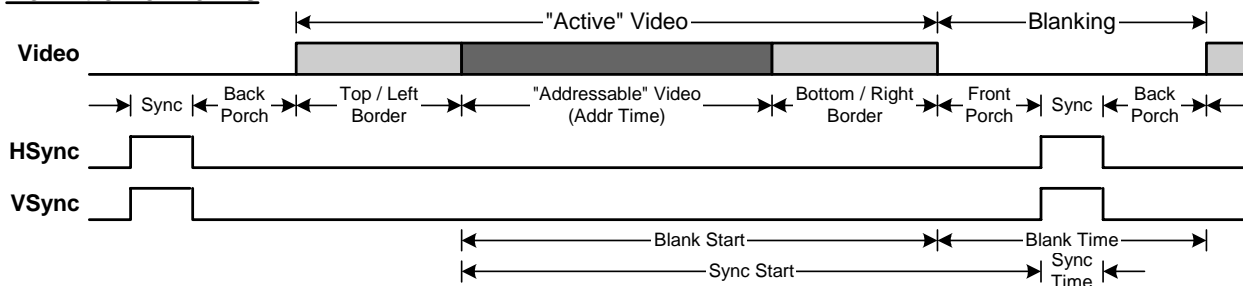 "Active" Video
Blanking
Video
Sync
Back Porch
Top / Left Border
"Addressable" Video (Addr Time)
Bottom / Right Border
Front Porch
Sync
Back Porch
HSync
VSync
Blank Start
Blank Time
Sync Start
Sync Time